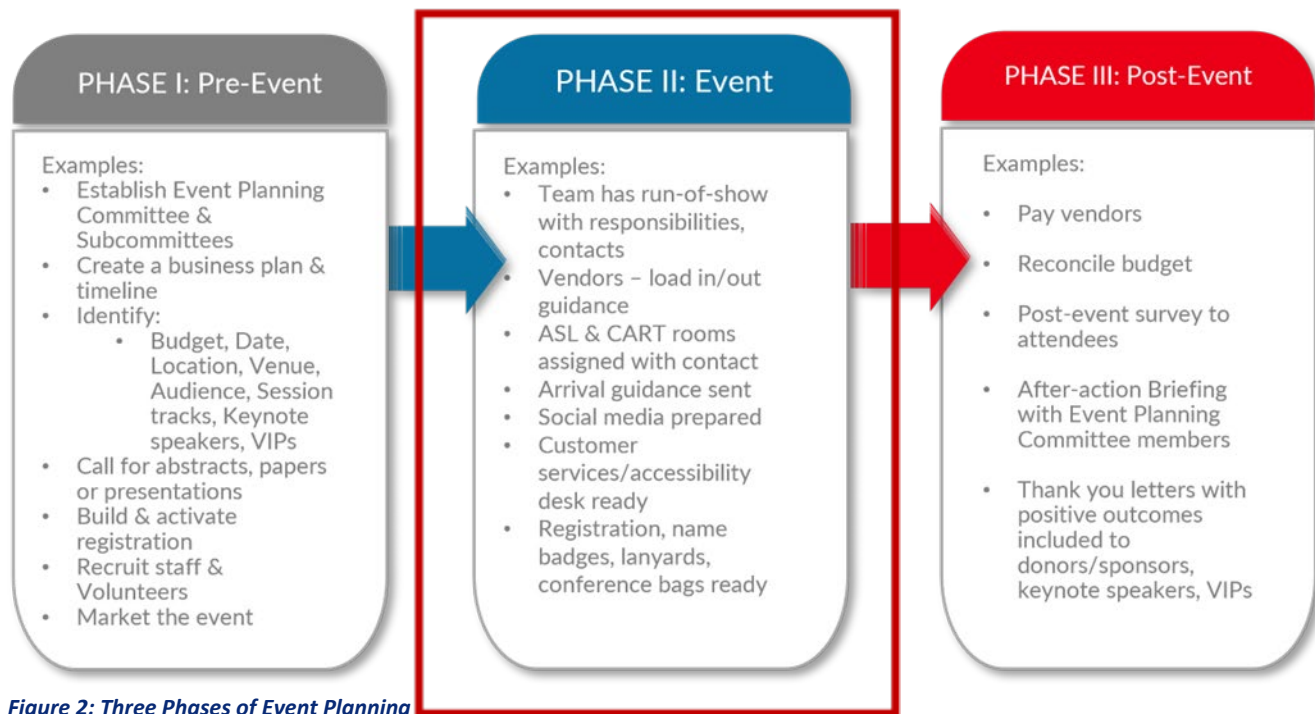 PHASE I: Pre-Event
Examples:
• Establish Event Planning
Committee &
Subcommittees
• Create a business plan &
timeline
• Identify:
• Budget, Date,
Location, Venue,
Audience, Session
tracks, Keynote
speakers, VIPs
• Call for abstracts, papers
or presentations
• Build & activate
registration
• Recruit staff &
Volunteers
• Market the event
PHASE II: Event
Examples:
• Team has run-of-show
with responsibilities,
contacts
• Vendors – load in/out
guidance
• ASL & CART rooms
assigned with contact
• Arrival guidance sent
• Social media prepared
• Customer
services/accessibility
desk ready
• Registration, name
badges, lanyards,
conference bags ready
PHASE III: Post-Event
Examples:
• Pay vendors
• Reconcile budget
• Post-event survey to
attendees
• After-action Briefing
with Event Planning
Committee members
• Thank you letters with
positive outcomes
included to
donors/sponsors,
keynote speakers, VIPs
Figure 2: Three Phases of Event Planning